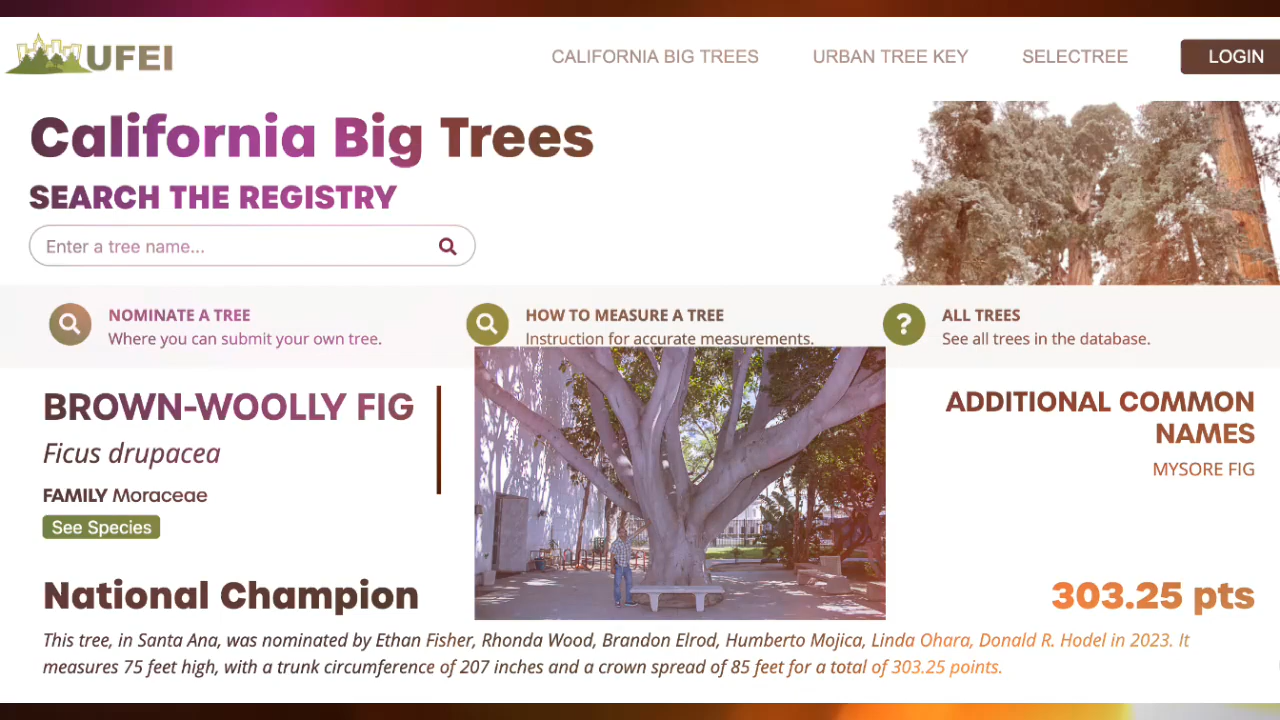 UFEI
CALIFORNIA BIG TREES
URBAN TREE KEY
SELECTREE
LOGIN
California Big Trees
SEARCH THE REGISTRY
Enter a tree name...
NOMINATE A TREE
Where you can submit your own tree.
HOW TO MEASURE A TREE
Instruction for accurate measurements.
?
ALL TREES
See all trees in the database.
BROWN-WOOLLY FIG
Ficus drupacea
FAMILY Moraceae
See Species
ADDITIONAL COMMON
NAMES
MYSORE FIG
National Champion
303.25 pts
This tree, in Santa Ana, was nominated by Ethan Fisher, Rhonda Wood, Brandon Elrod, Humberto Mojica, Linda Ohara, Donald R. Hodel in 2023. It
measures 75 feet high, with a trunk circumference of 207 inches and a crown spread of 85 feet for a total of 303.25 points.